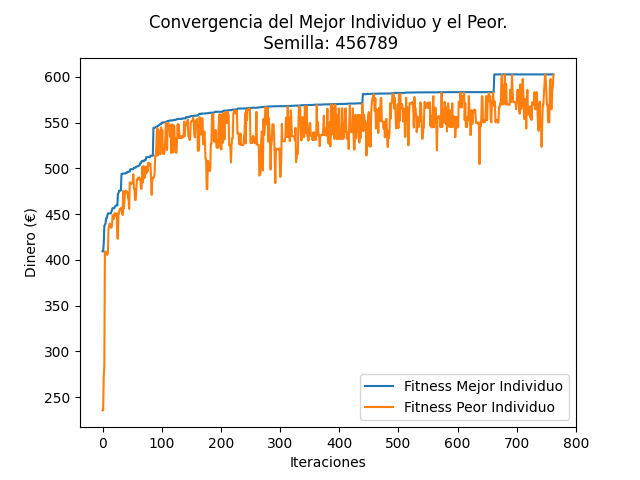 Convergencia del Mejor Individuo y el Peor.
Semilla: 456789
600
550
500
450
400
350
300
250
Dinero (€)
Fitness Mejor Individuo
Fitness Peor Individuo
0 100 200 300 400 500 600 700 800
Iteraciones